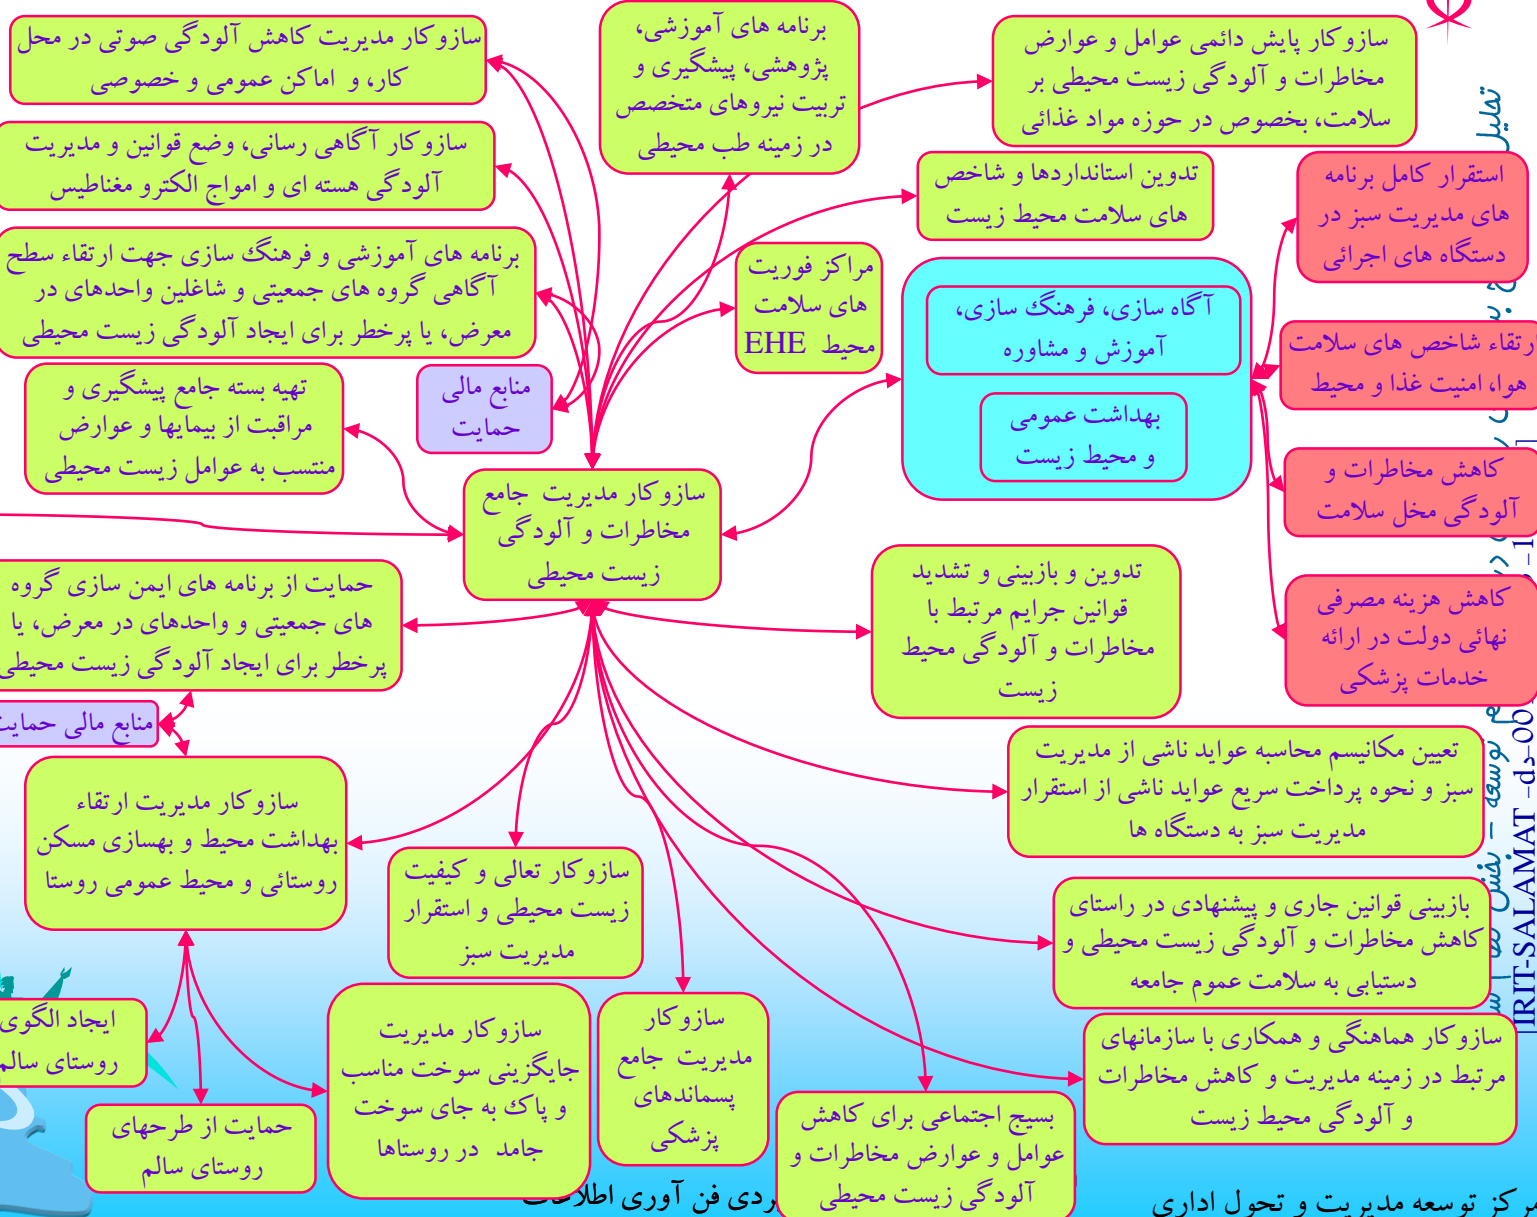 سازوکار مدیریت کاهش آلودگی صوتی در محل
کار، و اماکن عمومی و خصوصی
برنامه های آموزشی،
پژوهشی، پیشگیری و
تربیت نیروهای متخصص
در زمینه طب محیطی
سازوکار پایش دائمی عوامل و عوارض
مخاطرات و آلودگی زیست محیطی بر
سلامت، بخصوص در حوزه مواد غذائی
سازوکار آگاهی رسانی، وضع قوانین و مدیریت
آلودگی هسته ای و امواج الکترو مغناطیس
تدوین استانداردها و شاخص
های سلامت محیط زیست
استقرار کامل برنامه
های مدیریت سبز در
دستگاه های اجرائی
برنامه های آموزشی و فرهنگ سازی جهت ارتقاء سطح
آگاهی گروه های جمعیتی و شاغلین واحدهای در
معرض، یا پرخطر برای ایجاد آلودگی زیست محیطی
مراکز فوریت
های سلامت
محیط EHE
آگاه سازی، فرهنگ سازی،
آموزش و مشاوره
بهداشت عمومی
و محیط زیست
ارتقاء شاخص های سلامت
هوا، امنیت غذا و محیط
تهیه بسته جامع پیشگیری و
مراقبت از بیمایها و عوارض
منتسب به عوامل زیست محیطی
منابع مالی
حمایت
کاهش مخاطرات و
آلودگی مخل سلامت
سازوکار مدیریت جامع
مخاطرات و آلودگی
زیست محیطی
حمایت از برنامه های ایمن سازی گروه
های جمعیتی و واحدهای در معرض، یا
پرخطر برای ایجاد آلودگی زیست محیطی
تدوین و بازبینی و تشدید
قوانین جرایم مرتبط با
مخاطرات و آلودگی محیط
زیست
کاهش هزینه مصرفی
نهائی دولت در ارائه
خدمات پزشکی
منابع مالی حمایت
تعیین مکانیسم محاسبه عواید ناشی از مدیریت
سبز و نحوه پرداخت سریع عواید ناشی از استقرار
مدیریت سبز به دستگاه ها
سازوکار مدیریت ارتقاء
بهداشت محیط و بهسازی مسکن
روستائی و محیط عمومی روستا
سازوکار تعالی و کیفیت
زیست محیطی و استقرار
مدیریت سبز
بازبینی قوانین جاری و پیشنهادی در راستای
کاهش مخاطرات و آلودگی زیست محیطی و
دستیابی به سلامت عموم جامعه
ایجاد الگوی
روستای سالم
سازوکار مدیریت
جایگزینی سوخت مناسب
و پاک به جای سوخت
جامد در روستاها
سازوکار
مدیریت جامع
پسماندهای
پزشکی
سازوکار هماهنگی و همکاری با سازمانهای
مرتبط در زمینه مدیریت و کاهش مخاطرات
و آلودگی محیط زیست
حمایت از طرحهای
روستای سالم
بسیج اجتماعی برای کاهش
عوامل و عوارض مخاطرات و
آلودگی زیست محیطی
مرکز توسعه مدیریت و تحول اداری
ردی فن آوری اطلاعات
تحلیل
توسعه - بخش
IRIT-SALAMAT